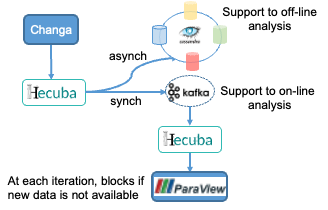 Changa
Support to off-line
analysis
cassandra
asynch
Hecuba
synch
kafka
Support to on-line
analysis
Hecuba
At each iteration, blocks if
new data is not available
ParaView